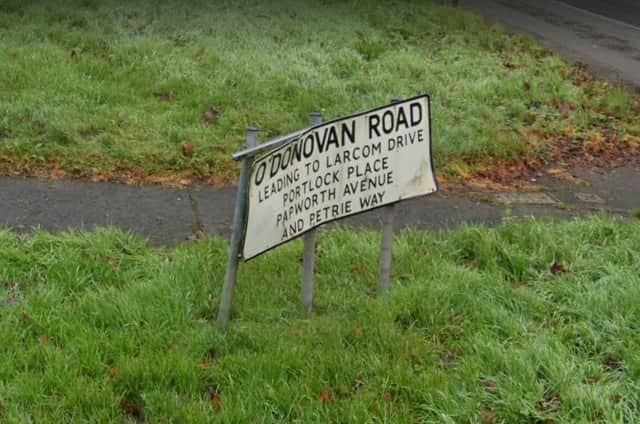 O'DONOVAN ROAD
LEADING TO LARCOM DRIVE
PORTLOCK PLACE
PAPWORTH AVENUE
AND PETRIE WAY